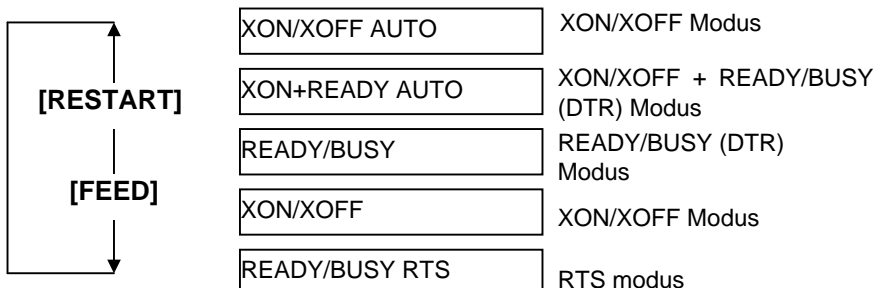 XON/XOFF AUTO XON/XOFF Modus
[RESTART]
XON+READY AUTO XON/XOFF + READY/BUSY
(DTR) Modus
READY/BUSY READY/BUSY (DTR)
Modus
[FEED]
XON/XOFF XON/XOFF Modus
READY/BUSY RTS RTS modus